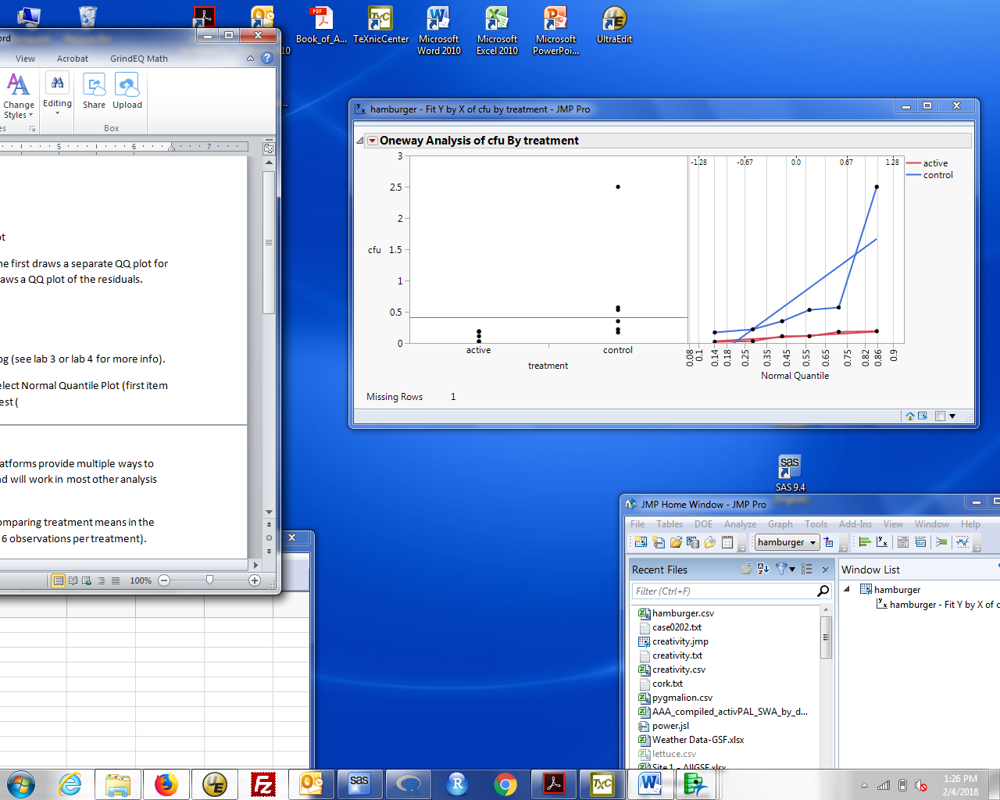 Book_of_A...
TeXnicCenter
Microsoft
Word 2010
Microsoft
Excel 2010
Microsoft
PowerPoi...
UltraEdit
010
ord
View
Acrobat
GrindEQ Math
Change
Styles
Editing
Share
Upload
es
Box
5
6
7
ot
ne first draws a separate QQ plot for
aws a QQ plot of the residuals.
og (see lab 3 or lab 4 for more info).
elect Normal Quantile Plot (first item
est (
atforms provide multiple ways to
nd will work in most other analysis
omparing treatment means in the
6 observations per treatment).
100%
hamburger - Fit Y by X of cfu by treatment - JMP Pro
Oneway Analysis of cfu By treatment
3
2.5
2
1.5
1
0.5
0
cfu
active
control
treatment
-1.28
-0.67
0.0
0.67
1.28
active
control
0.08
0.1
0.14
0.18
0.25
0.35
0.45
0.55
0.65
0.75
0.82
0.86
0.9
Normal Quantile
Missing Rows 1
SAS 9.4
JMP Home Window - JMP Pro
File Tables DOE Analyze Graph Tools Add-Ins View Window Help
hamburger
Recent Files
Filter (Ctrl+F)
hamburger.csv
case0202.txt
creativity.jmp
creativity.txt
creativity.csv
cork.txt
pygmalion.csv
AAA_compiled_activPAL_SWA_by_d...
power.jsl
Weather Data-GSF.xlsx
lettuce.csv
Site 1 - AllGSF.xlsx
Window List
hamburger
hamburger - Fit Y by X of c
1:26 PM
2/4/2018